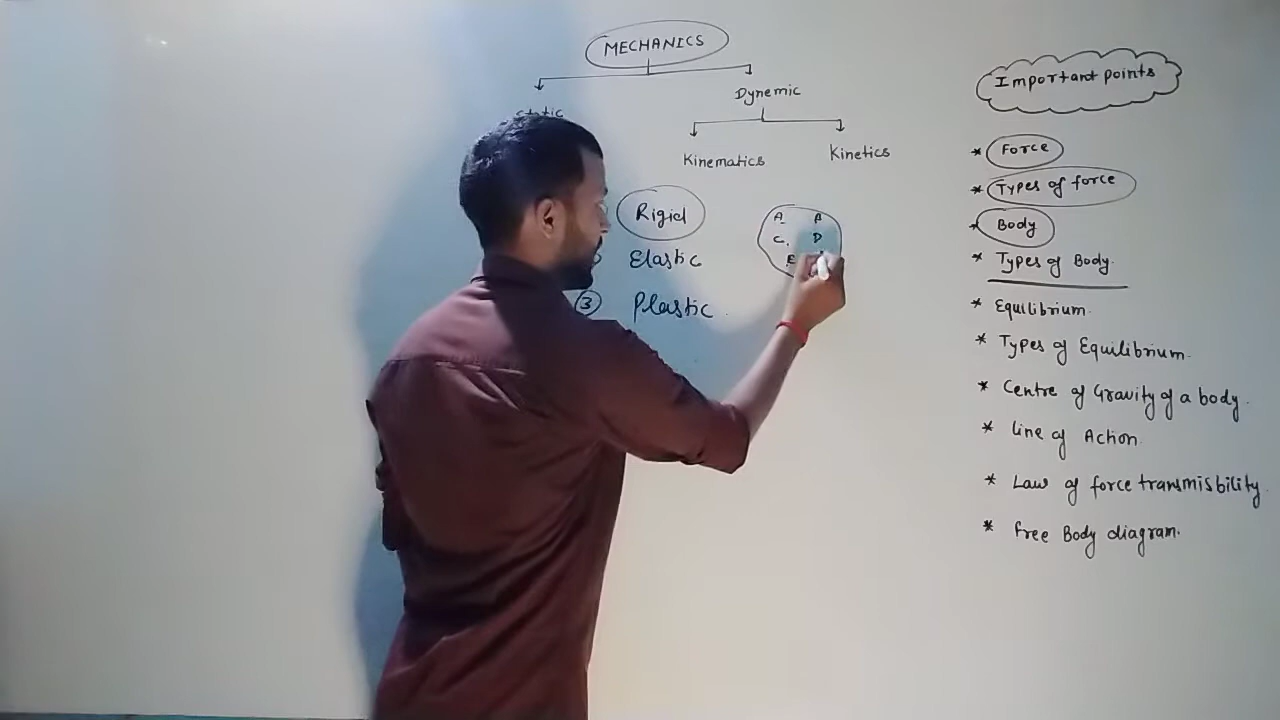 MECHANICS
Static
Dynemic
Kinematics
Kinetics
Rigid
Elastic
③ Plastic.
A B
C. D
E
Important points
* Force
* Types of force
* Body
* Types of Body.
* Equilibrium.
* Types of Equilibrium.
* Centre of Gravity of a body.
* Line of Action.
* Law of force transmisbility.
* free Body diagram.